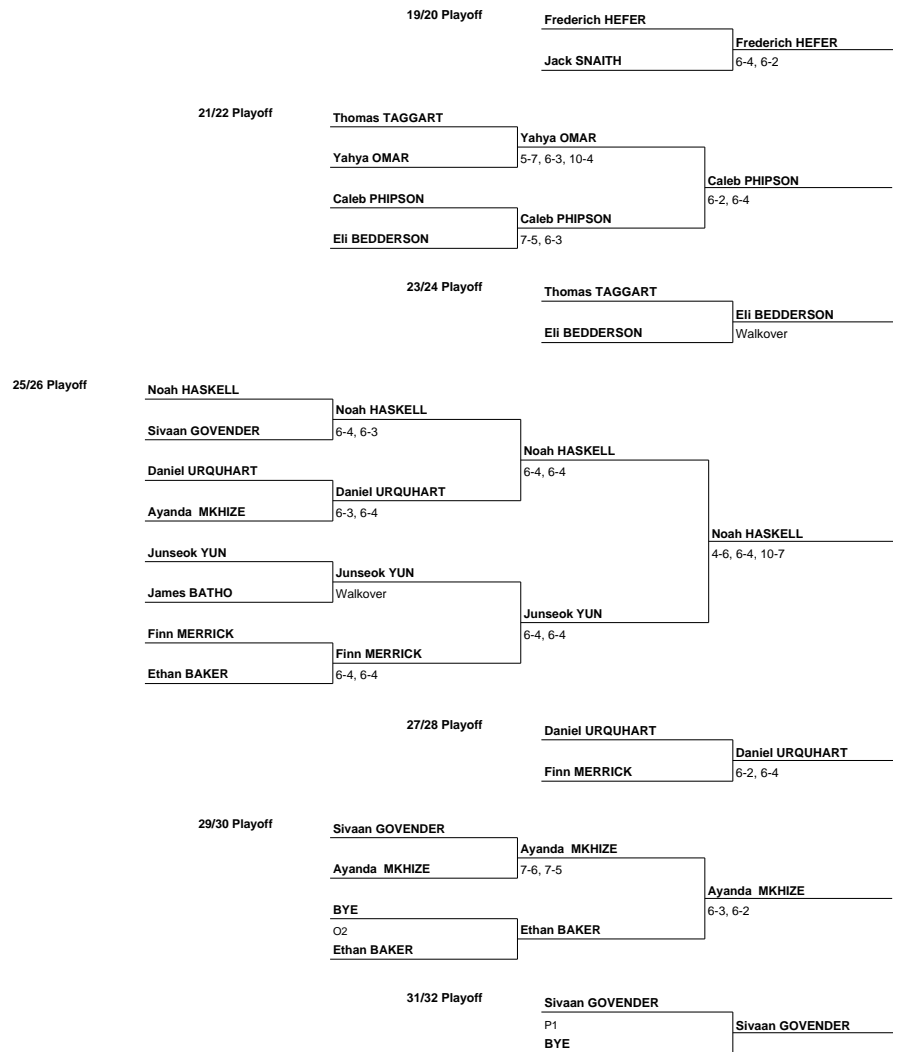 19/20 Playoff
Frederich HEFER
Frederich HEFER
Jack SNAITH
6-4, 6-2
21/22 Playoff
Thomas TAGGART
Yahya OMAR
Yahya OMAR
5-7, 6-3, 10-4
Caleb PHIPSON
6-2, 6-4
Caleb PHIPSON
Caleb PHIPSON
Eli BEDDERSON
7-5, 6-3
23/24 Playoff
Thomas TAGGART
Eli BEDDERSON
Eli BEDDERSON
Walkover
25/26 Playoff
Noah HASKELL
Noah HASKELL
Sivaan GOVENDER
6-4, 6-3
Noah HASKELL
6-4, 6-4
Daniel URQUHART
Daniel URQUHART
Ayanda  MKHIZE
6-3, 6-4
Noah HASKELL
4-6, 6-4, 10-7
Junseok YUN
Junseok YUN
James BATHO
Walkover
Junseok YUN
6-4, 6-4
Finn MERRICK
Finn MERRICK
Ethan BAKER
6-4, 6-4
27/28 Playoff
Daniel URQUHART
Daniel URQUHART
Finn MERRICK
6-2, 6-4
29/30 Playoff
Sivaan GOVENDER
Ayanda  MKHIZE
Ayanda  MKHIZE
7-6, 7-5
Ayanda  MKHIZE
6-3, 6-2
BYE
O2
Ethan BAKER
Ethan BAKER
31/32 Playoff
Sivaan GOVENDER
P1
Sivaan GOVENDER
BYE